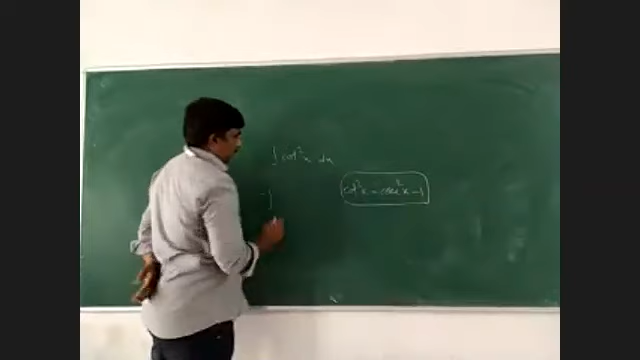 ∫ cot²x dx
cot²x = cosec²x − 1
= ∫